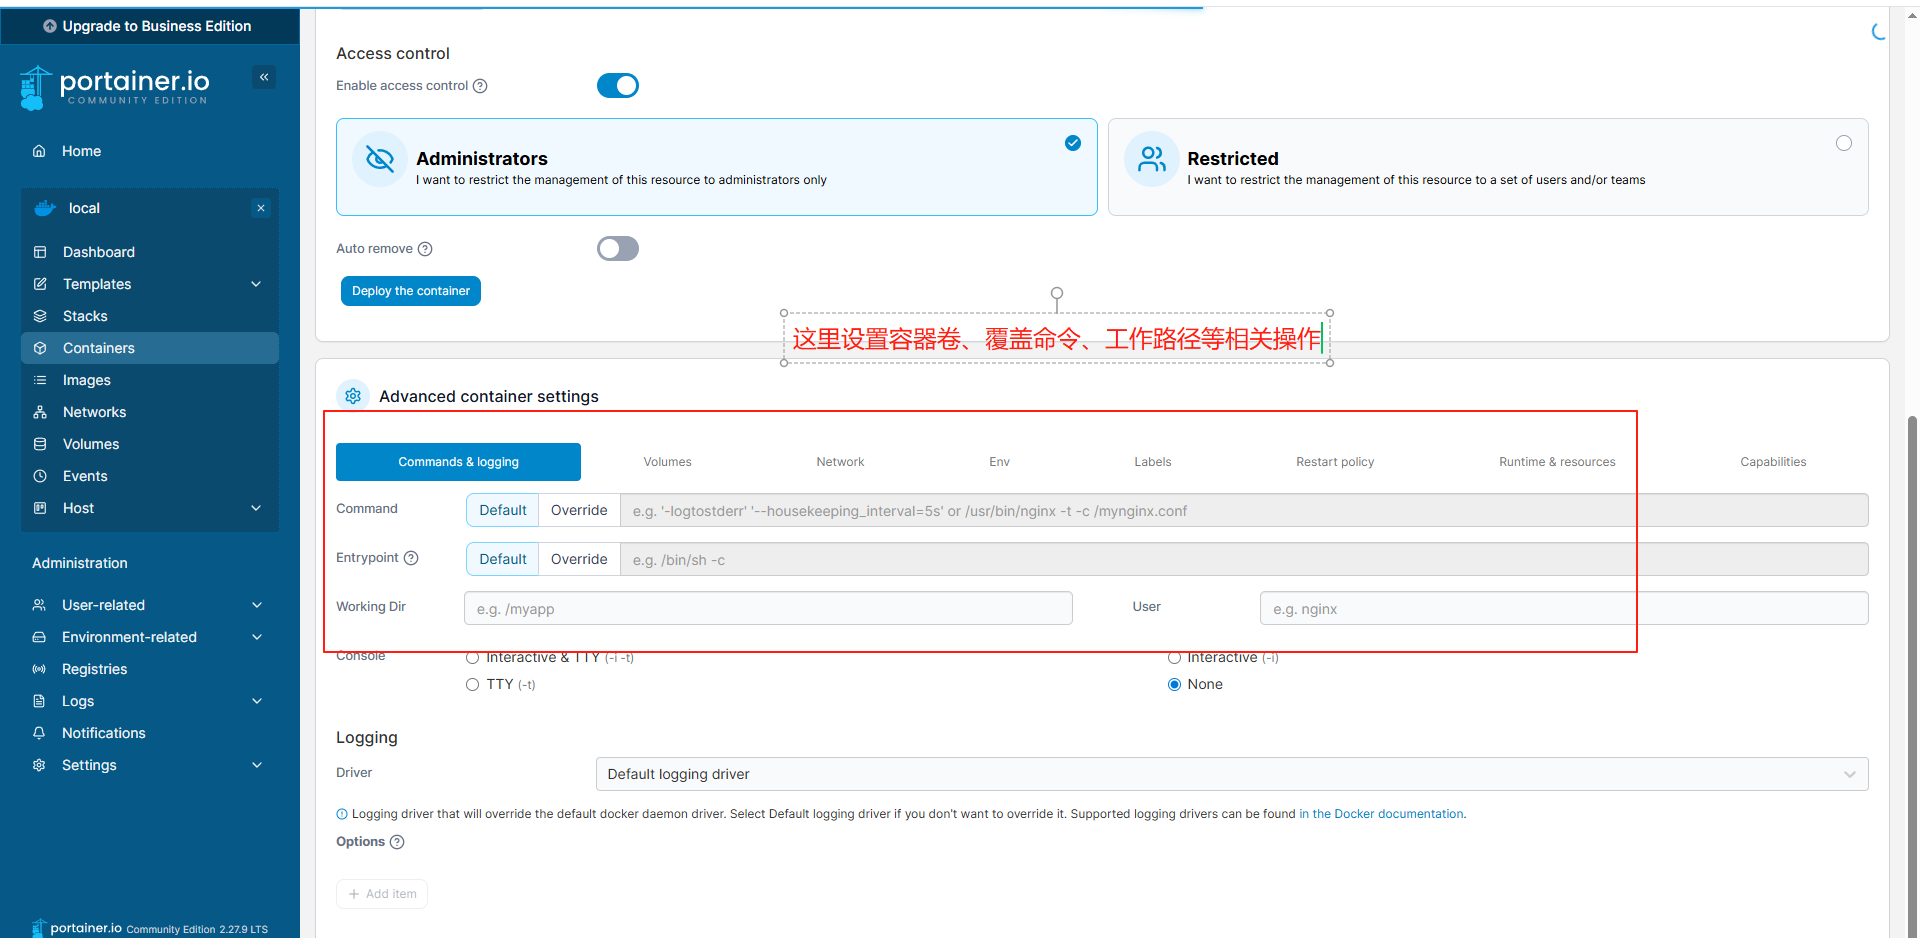 Upgrade to Business Edition
portainer.io
COMMUNITY EDITION
Home
local
Dashboard
Templates
Stacks
Containers
Images
Networks
Volumes
Events
Host
Administration
User-related
Environment-related
Registries
Logs
Notifications
Settings
portainer.io Community Edition 2.27.9 LTS
Access control
Enable access control
Administrators
I want to restrict the management of this resource to administrators only
Restricted
I want to restrict the management of this resource to a set of users and/or teams
Auto remove
Deploy the container
这里设置容器卷、覆盖命令、工作路径等相关操作
Advanced container settings
Commands & logging Volumes Network Env Labels Restart policy Runtime & resources Capabilities
Command Default Override e.g. '-logtostderr' '--housekeeping_interval=5s' or /usr/bin/nginx -t -c /mynginx.conf
Entrypoint Default Override e.g. /bin/sh -c
Working Dir e.g. /myapp User e.g. nginx
Console Interactive & TTY (-i -t) Interactive (-i)
TTY (-t) None
Logging
Driver Default logging driver
Logging driver that will override the default docker daemon driver. Select Default logging driver if you don't want to override it. Supported logging drivers can be found in the Docker documentation.
Options
+ Add item